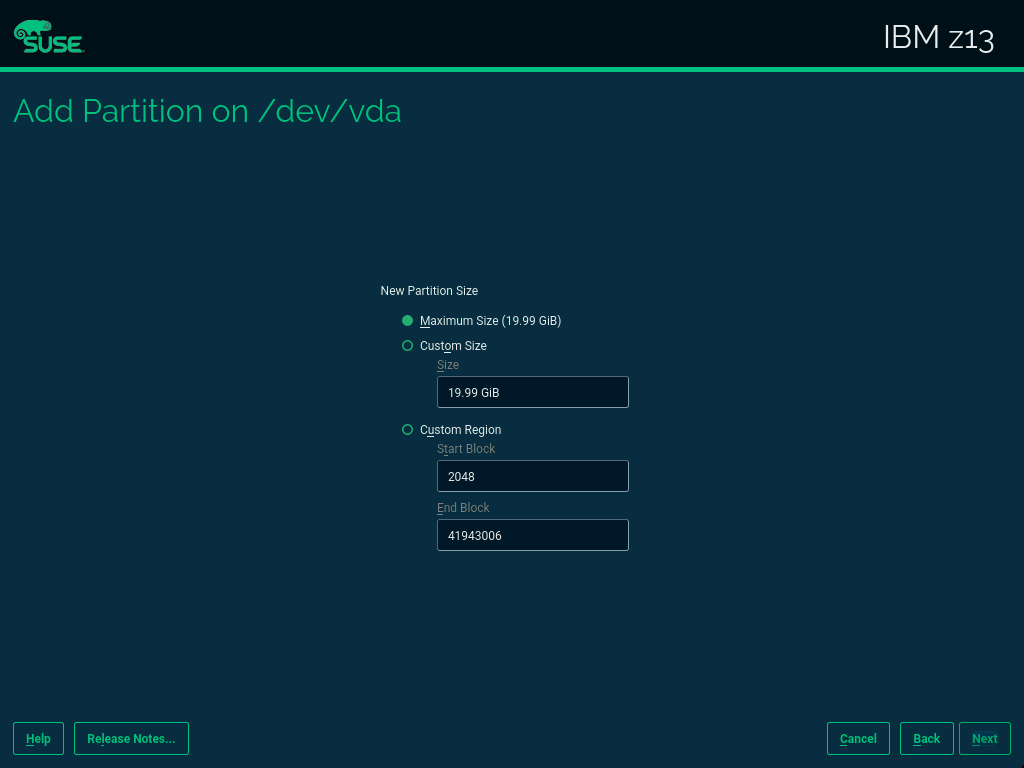 SUSE
IBM z13
Add Partition on /dev/vda
New Partition Size
Maximum Size (19.99 GiB)
Custom Size
Size
19.99 GiB
Custom Region
Start Block
2048
End Block
41943006
Help
Release Notes...
Cancel
Back
Next